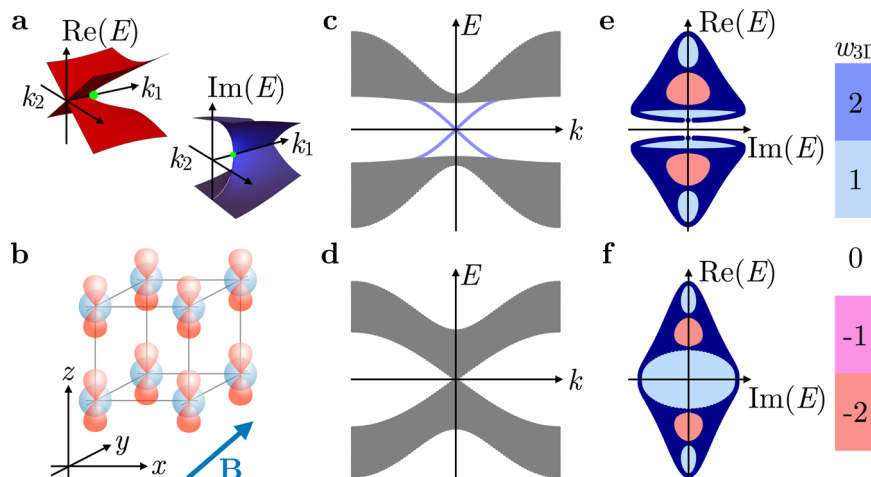 a
Re(E)
k₂
k₁
Im(E)
k₂
k₁
b
z
y
x
B
c
E
k
d
E
k
e
Re(E)
Im(E)
f
Re(E)
Im(E)
w₃D
2
1
0
-1
-2